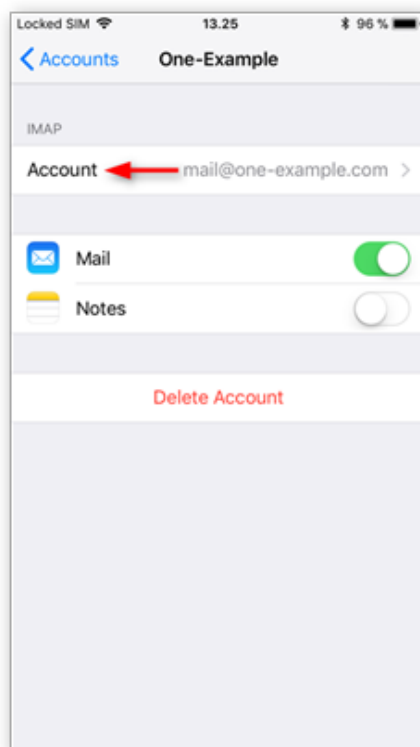 Locked SIM 13.25 96 %
Accounts One-Example
IMAP
Account mail@one-example.com
Mail
Notes
Delete Account